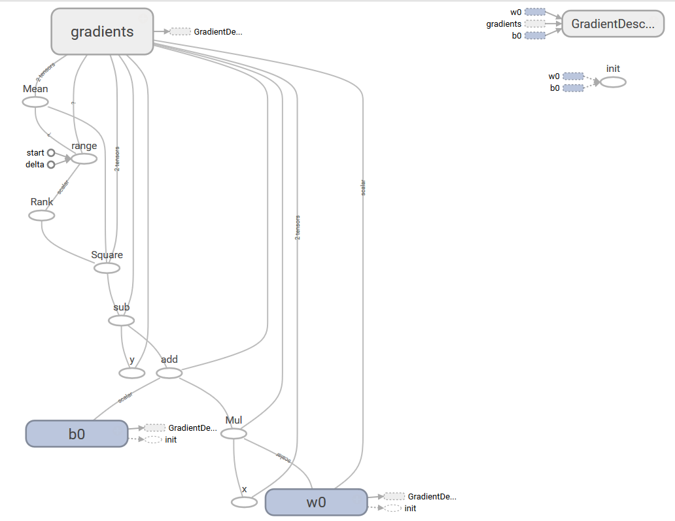 gradients
GradientDe...
w0
gradients
b0
GradientDesc...
init
w0
b0
2 tensors
Mean
range
start
delta
2 tensors
scalar
scalar
Rank
2 tensors
Square
sub
y
add
scalar
b0
GradientDe...
init
Mul
scalar
x
w0
GradientDe...
init